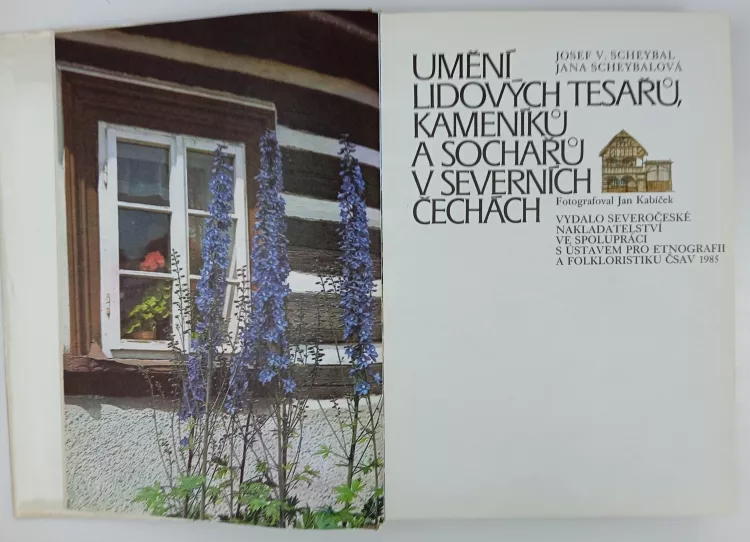 JOSEF V. SCHEYBAL
JANA SCHEYBALOVÁ
UMĚNÍ
LIDOVÝCH TESAŘŮ,
KAMENÍKŮ
A SOCHAŘŮ
V SEVERNÍCH
ČECHÁCH
Fotografoval Jan Kabíček
VYDALO SEVEROČESKÉ
NAKLADATELSTVÍ
VE SPOLUPRÁCI
S ÚSTAVEM PRO ETNOGRAFII
A FOLKLORISTIKU ČSAV 1985